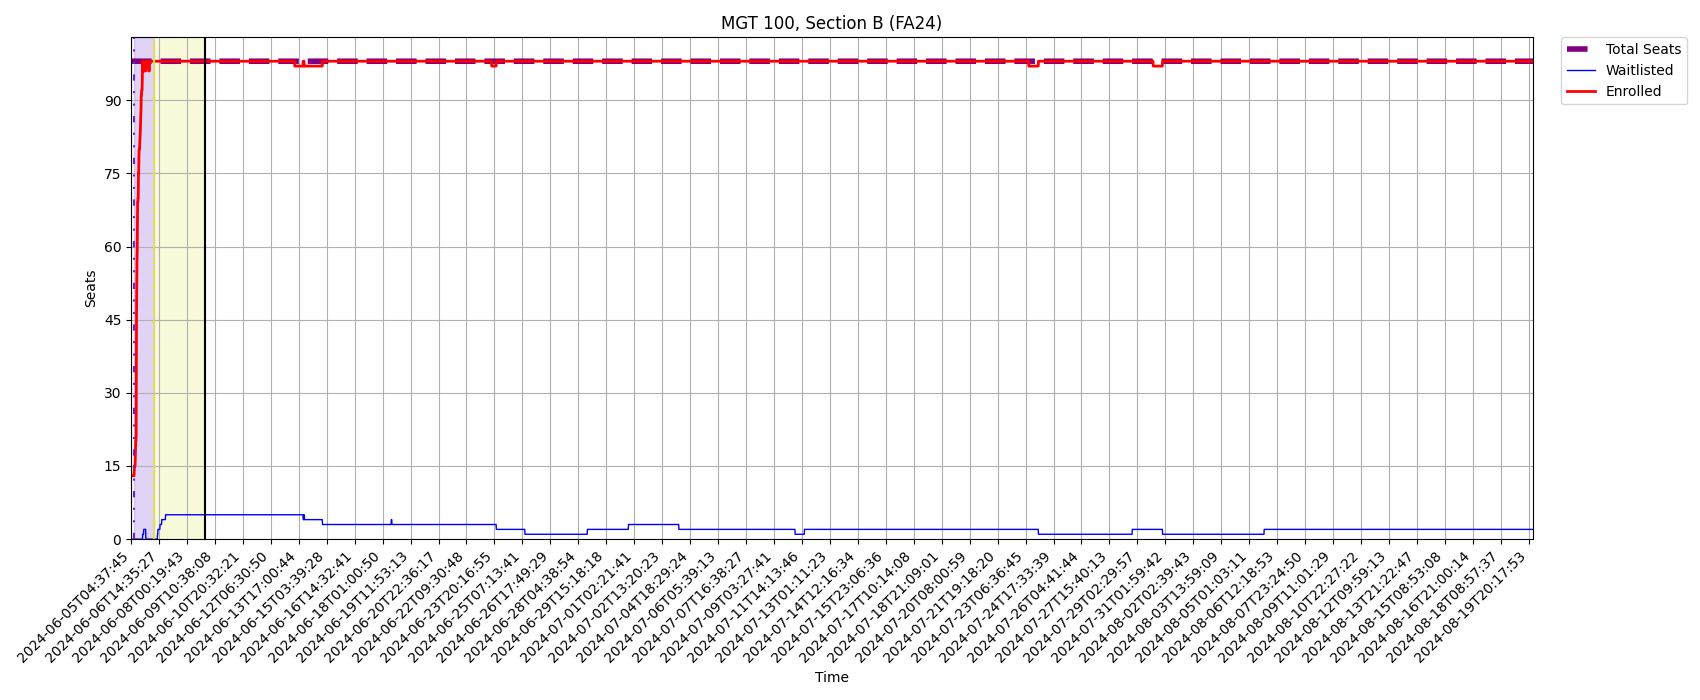 MGT 100, Section B (FA24)
Total Seats
Waitlisted
Enrolled
Seats
90
75
60
45
30
15
0
2024-06-05T04:37:45
2024-06-06T14:35:27
2024-06-08T00:19:43
2024-06-09T10:38:08
2024-06-10T20:32:21
2024-06-12T06:30:50
2024-06-13T17:00:44
2024-06-15T03:39:28
2024-06-16T14:32:41
2024-06-18T01:00:50
2024-06-19T11:53:13
2024-06-20T22:36:17
2024-06-22T09:30:48
2024-06-23T20:16:55
2024-06-25T07:13:41
2024-06-26T17:49:29
2024-06-28T04:38:54
2024-06-29T15:18:18
2024-07-01T02:21:41
2024-07-02T13:20:23
2024-07-04T18:29:24
2024-07-06T05:39:13
2024-07-07T16:38:27
2024-07-09T03:27:41
2024-07-11T14:13:46
2024-07-13T01:11:23
2024-07-14T12:16:34
2024-07-15T23:06:36
2024-07-17T10:14:08
2024-07-18T21:09:01
2024-07-20T08:00:59
2024-07-21T19:18:20
2024-07-23T06:36:45
2024-07-24T17:33:39
2024-07-26T04:41:44
2024-07-27T15:40:13
2024-07-29T02:29:57
2024-07-31T01:59:42
2024-08-02T02:39:43
2024-08-03T13:59:09
2024-08-05T01:03:11
2024-08-06T12:18:53
2024-08-07T23:24:50
2024-08-09T11:01:29
2024-08-10T22:27:22
2024-08-12T09:59:13
2024-08-13T21:22:47
2024-08-15T08:53:08
2024-08-16T21:00:14
2024-08-18T08:57:37
2024-08-19T20:17:53
Time